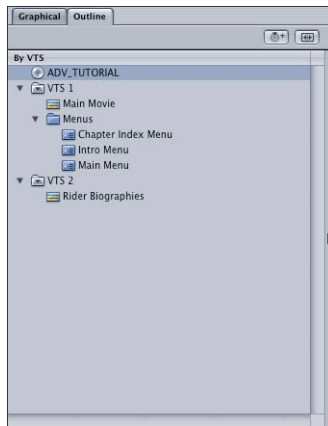 Graphical Outline
By VTS
ADV_TUTORIAL
VTS 1
Main Movie
Menus
Chapter Index Menu
Intro Menu
Main Menu
VTS 2
Rider Biographies